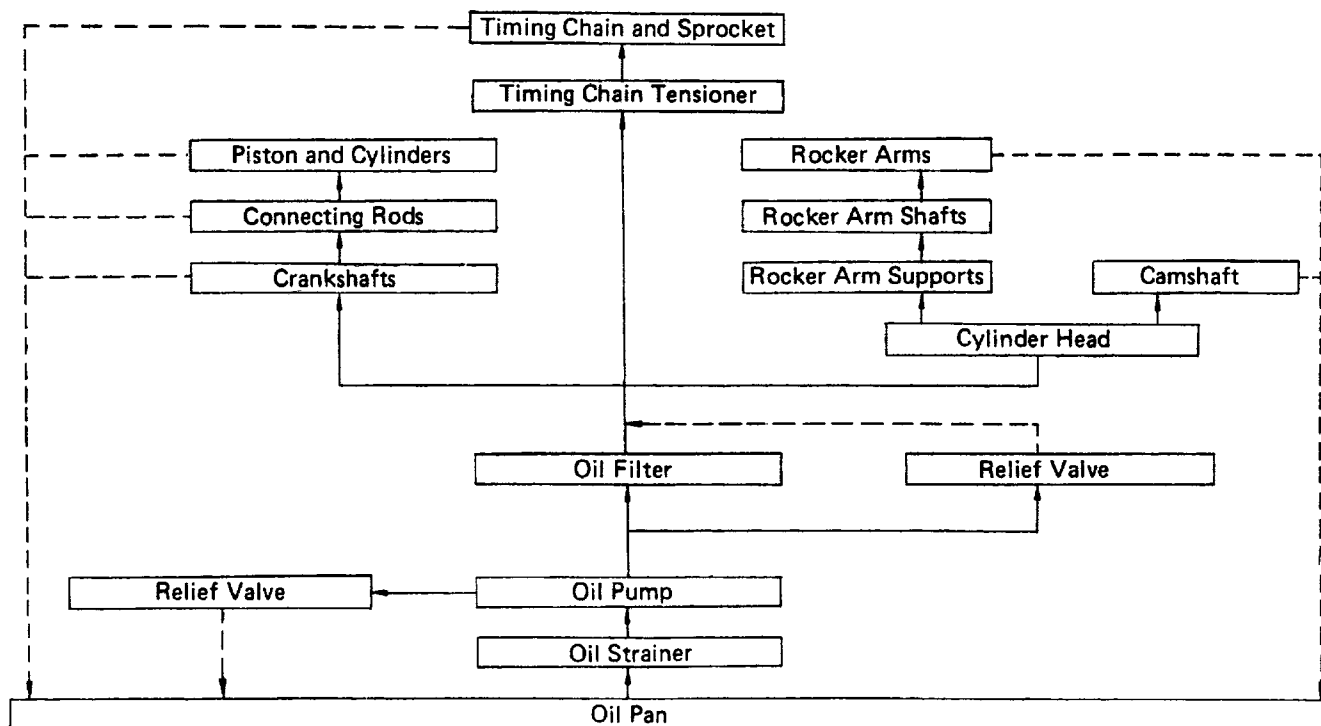 Timing Chain and Sprocket
Timing Chain Tensioner
Piston and Cylinders
Rocker Arms
Connecting Rods
Rocker Arm Shafts
Crankshafts
Rocker Arm Supports
Camshaft
Cylinder Head
Oil Filter
Relief Valve
Relief Valve
Oil Pump
Oil Strainer
Oil Pan